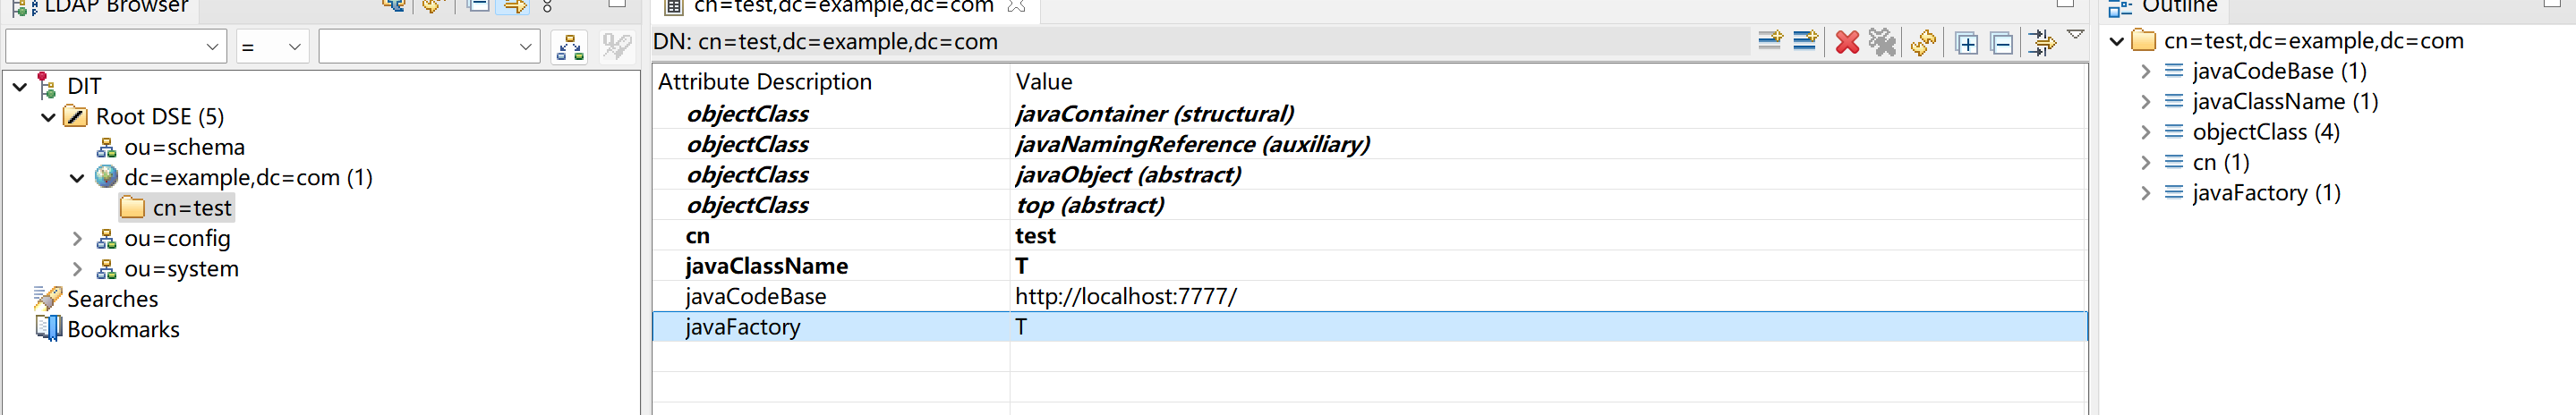 LDAP Browser
=
DIT
Root DSE (5)
ou=schema
dc=example,dc=com (1)
cn=test
ou=config
ou=system
Searches
Bookmarks
cn=test,dc=example,dc=com
DN: cn=test,dc=example,dc=com
Attribute Description Value
objectClass javaContainer (structural)
objectClass javaNamingReference (auxiliary)
objectClass javaObject (abstract)
objectClass top (abstract)
cn test
javaClassName T
javaCodeBase http://localhost:7777/
javaFactory T
Outline
cn=test,dc=example,dc=com
javaCodeBase (1)
javaClassName (1)
objectClass (4)
cn (1)
javaFactory (1)